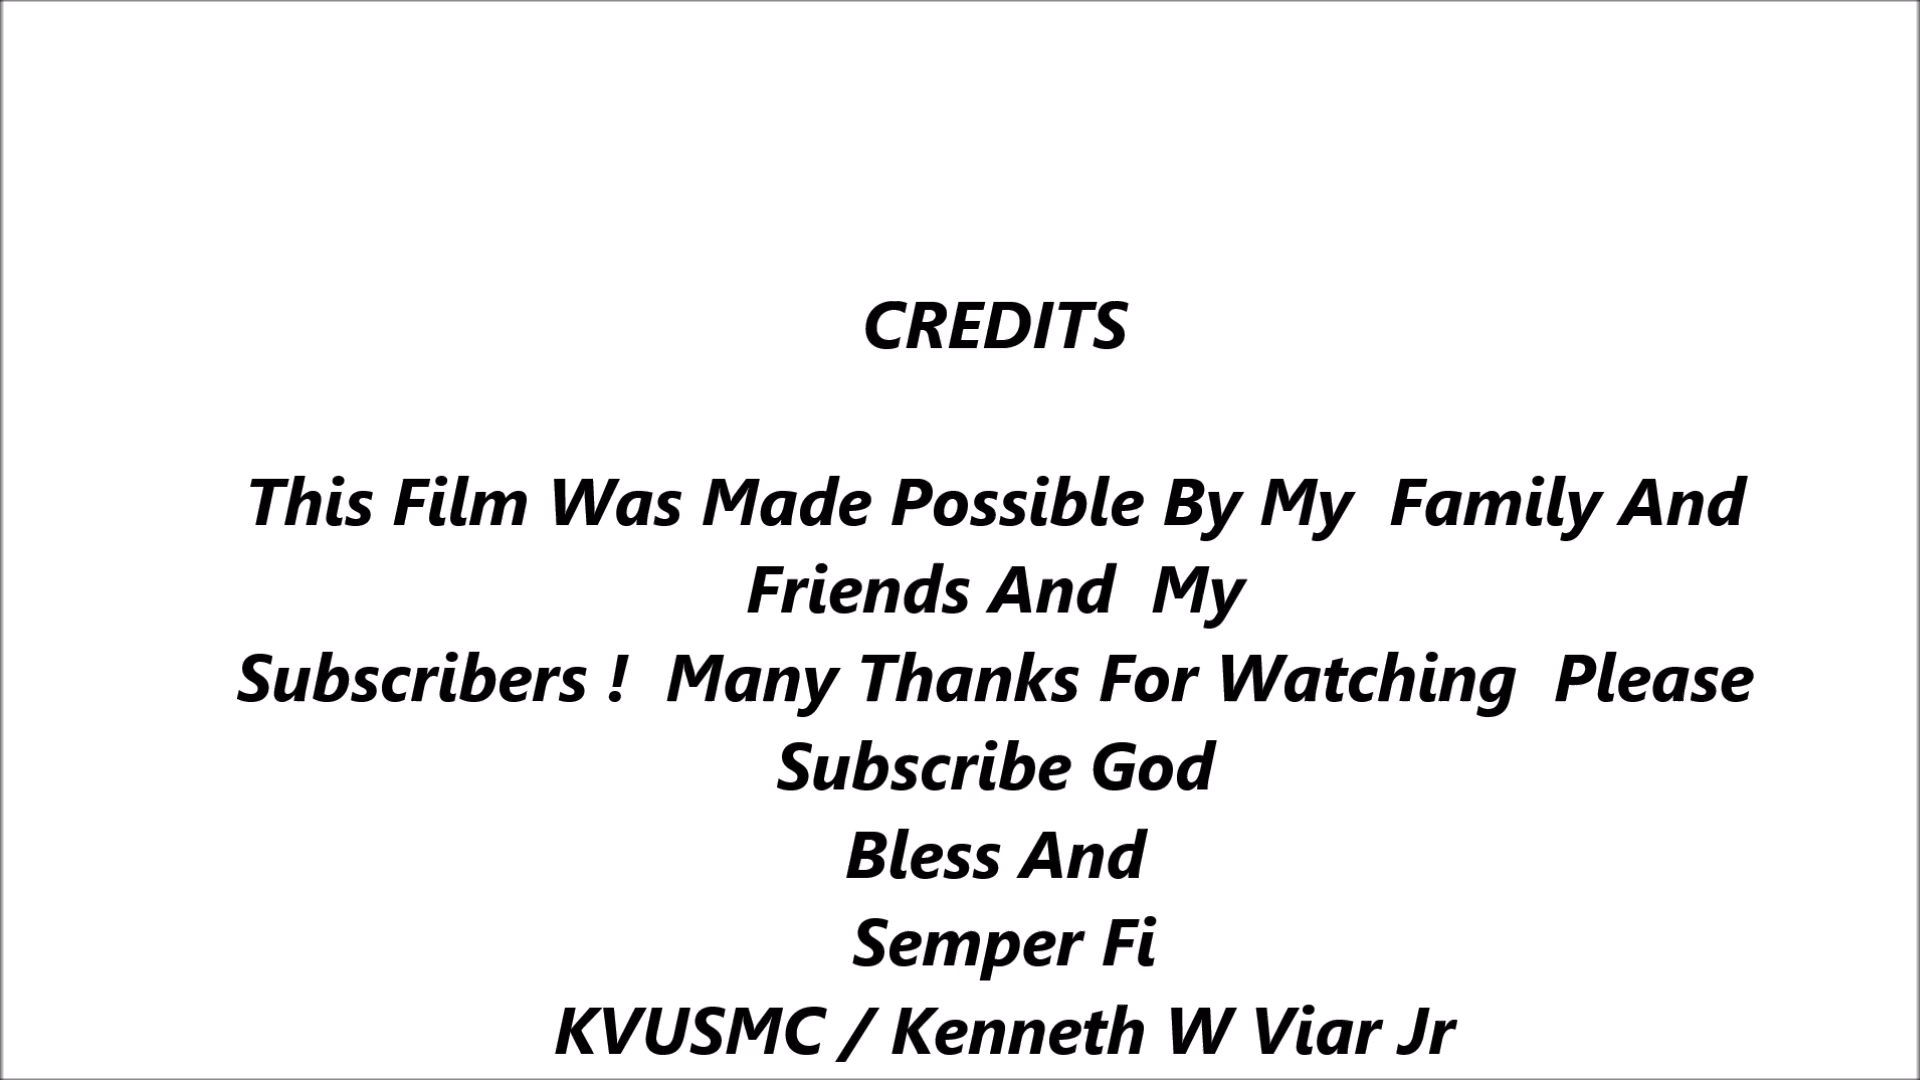 CREDITS
This Film Was Made Possible By My  Family And
Friends And  My
Subscribers !  Many Thanks For Watching  Please
Subscribe God
Bless And
Semper Fi
KVUSMC / Kenneth W Viar Jr